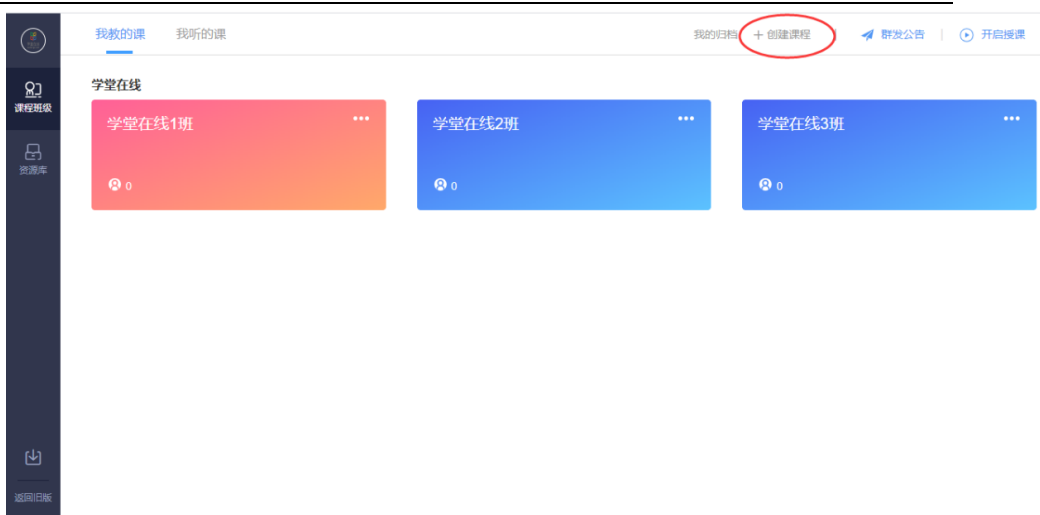 我教的课 我听的课 我的归档 + 创建课程 群发公告 开启授课
课程班级
资源库
学堂在线
学堂在线1班 ···
0
学堂在线2班 ···
0
学堂在线3班 ···
0
返回旧版